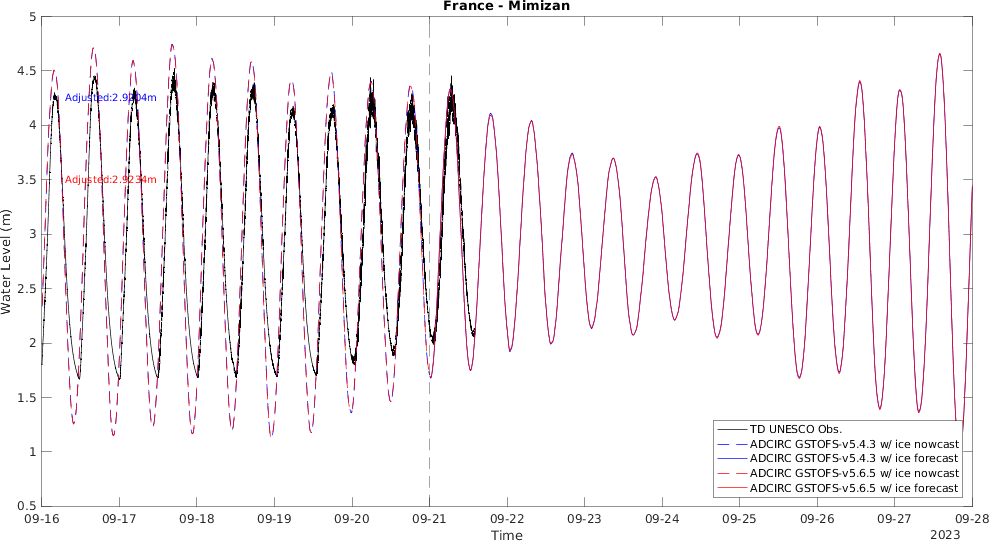 France - Mimizan
5
4.5
4
3.5
3
2.5
2
1.5
1
0.5
Water Level (m)
Adjusted:2.9204m
Adjusted:2.9234m
TD UNESCO Obs.
ADCIRC GSTOFS-v5.4.3 w/ ice nowcast
ADCIRC GSTOFS-v5.4.3 w/ ice forecast
ADCIRC GSTOFS-v5.6.5 w/ ice nowcast
ADCIRC GSTOFS-v5.6.5 w/ ice forecast
09-16 09-17 09-18 09-19 09-20 09-21 09-22 09-23 09-24 09-25 09-26 09-27 09-28
Time
2023